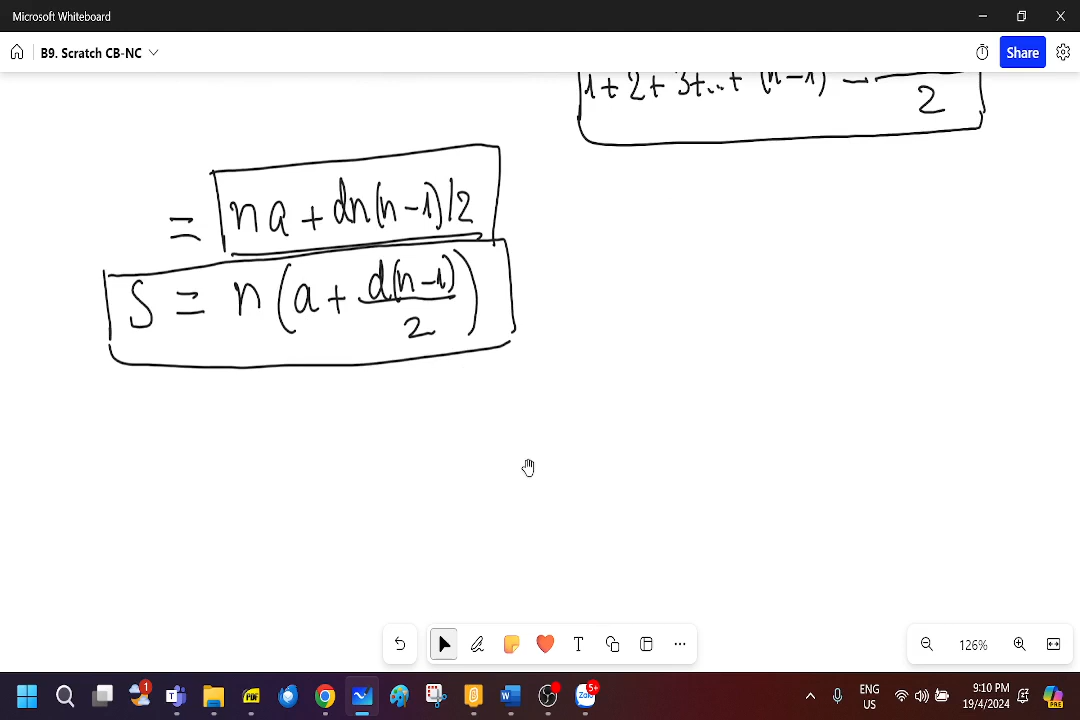 Microsoft Whiteboard
B9. Scratch CB-NC
Share
1+2+3+...+(n-1) =
2
= na+dn(n-1)/2
S = n(a+d(n-1)/2)
126%
ENG
US
9:10 PM
19/4/2024